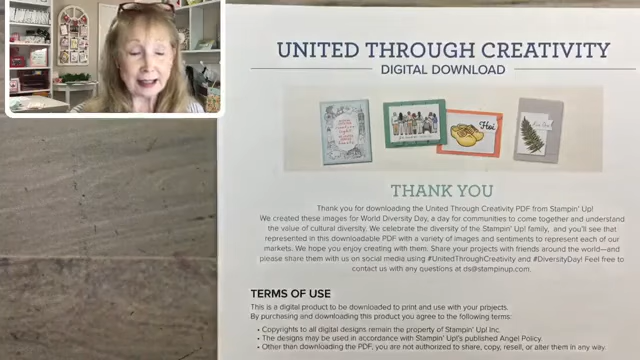 UNITED THROUGH CREATIVITY
DIGITAL DOWNLOAD
Hoi
THANK YOU
Thank you for downloading the United Through Creativity PDF from Stampin' Up!
We created these images for World Diversity Day, a day for communities to come together and understand
the value of cultural diversity. We celebrate the diversity of the Stampin' Up! family, and you'll see that
represented in this downloadable PDF with a variety of images and sentiments to represent each of our
markets. We hope you enjoy creating with them. Share your projects with friends around the world—and
please share them with us on social media using #UnitedThroughCreativity and #DiversityDay! Feel free to
contact us with any questions at ds@stampinup.com.
TERMS OF USE
This is a digital product to be downloaded to print and use with your projects.
By purchasing and downloading this product you agree to the following terms:
• Copyrights to all digital designs remain the property of Stampin' Up! Inc.
• The designs may be used in accordance with Stampin' Up!'s published Angel Policy.
• Other than downloading the PDF, you are not authorized to share, copy, resell, or alter them in any way.